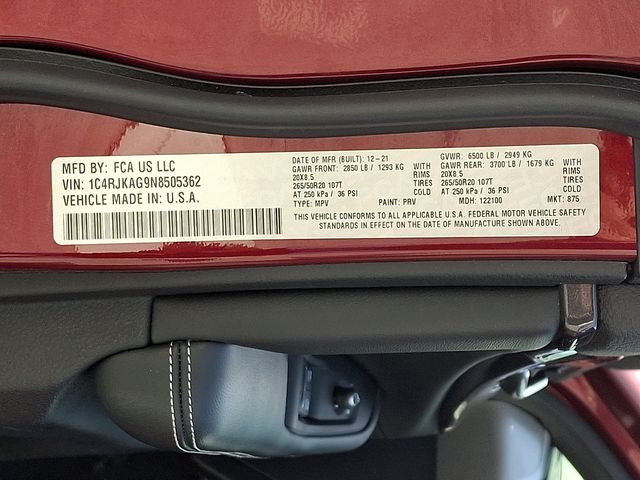 MFD BY: FCA US LLC
VIN: 1C4RJKAG9N8505362
VEHICLE MADE IN: U.S.A.
DATE OF MFR (BUILT): 12-21
GAWR FRONT: 2850 LB / 1293 KG WITH
20X8.5 RIMS
265/50R20 107T TIRES
AT 250 kPa / 36 PSI COLD
TYPE: MPV PAINT: PRV
GVWR: 6500 LB / 2949 KG
GAWR REAR: 3700 LB / 1679 KG WITH
20X8.5 RIMS
265/50R20 107T TIRES
AT 250 kPa / 36 PSI COLD
MDH: 122100 MKT: 875
THIS VEHICLE CONFORMS TO ALL APPLICABLE U.S.A. FEDERAL MOTOR VEHICLE SAFETY
STANDARDS IN EFFECT ON THE DATE OF MANUFACTURE SHOWN ABOVE.